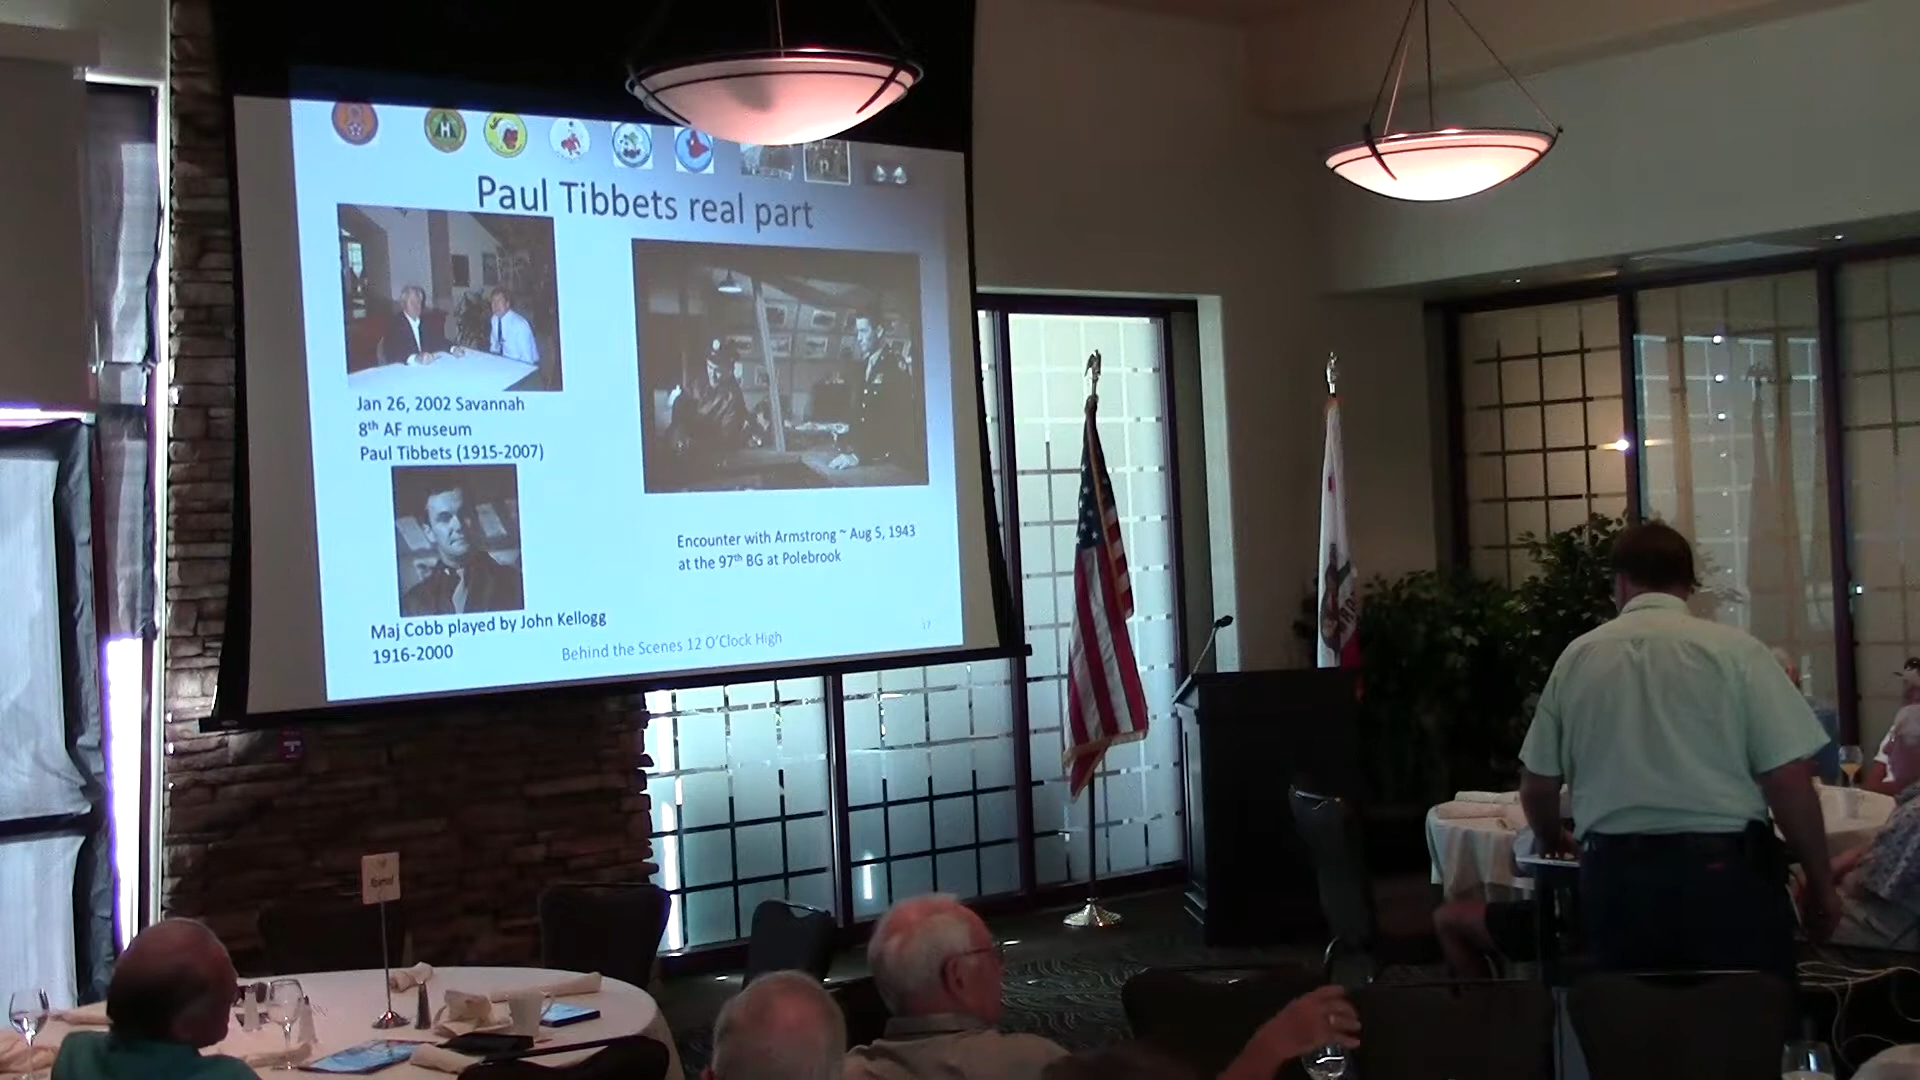 H
Paul Tibbets real part
Jan 26, 2002 Savannah
8th AF museum
Paul Tibbets (1915-2007)
Encounter with Armstrong ~ Aug 5, 1943
at the 97th BG at Polebrook
Maj Cobb played by John Kellogg
1916-2000
Behind the Scenes 12 O'Clock High
17